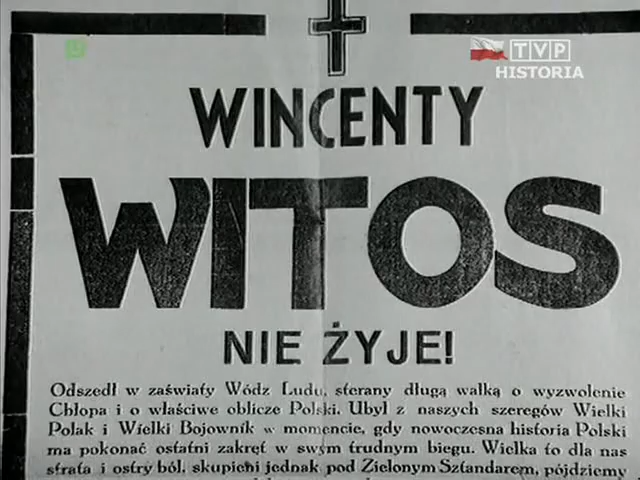 TVP
HISTORIA
WINCENTY
WITOS
NIE ŻYJE!
Odszedł w zaświaty Wódz Ludu, sterany długą walką o wyzwolenie
Chłopa i o właściwe oblicze Polski. Ubył z naszych szeregów Wielki
Polak i Wielki Bojownik w momencie, gdy nowoczesna historia Polski
ma pokonać ostatni zakręt w swym trudnym biegu. Wielka to dla nas
strata i ostry ból, skupieni jednak pod Zielonym Sztandarem, pójdziemy